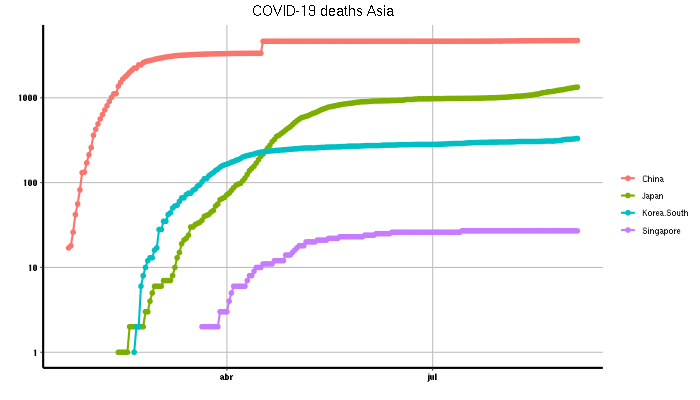 COVID-19 deaths Asia
1000
100
10
1
abr
jul
China
Japan
Korea.South
Singapore